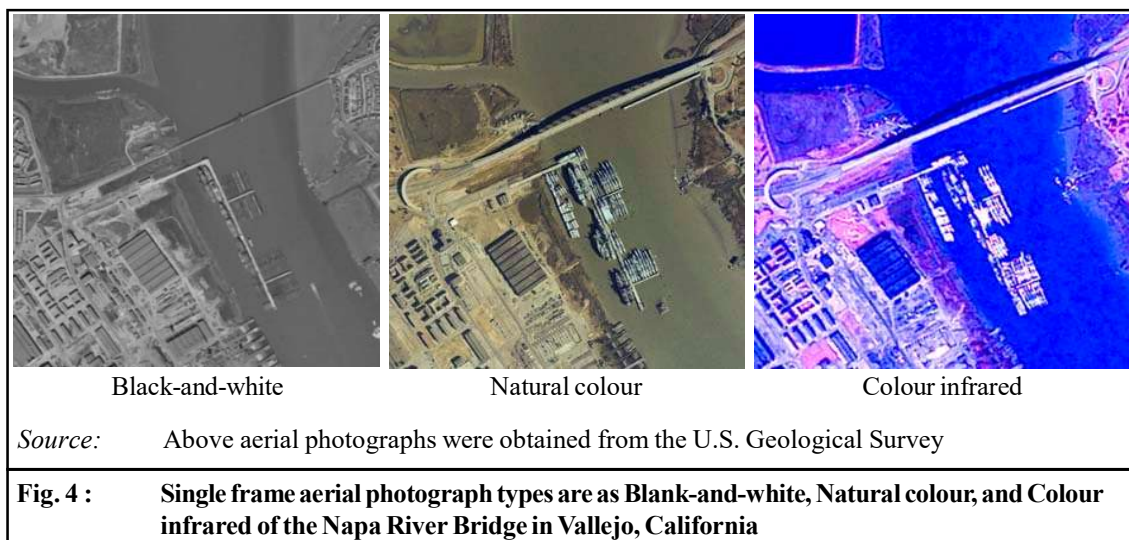 Black-and-white Natural colour Colour infrared
Source: Above aerial photographs were obtained from the U.S. Geological Survey
Fig. 4 : Single frame aerial photograph types are as Blank-and-white, Natural colour, and Colour
infrared of the Napa River Bridge in Vallejo, California